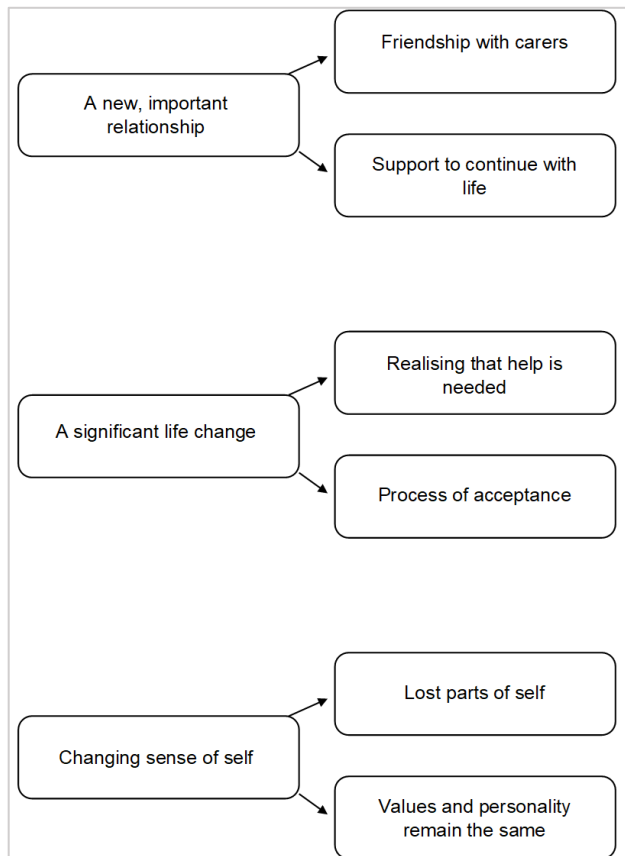 Friendship with carers
A new, important
relationship
Support to continue with
life
Realising that help is
needed
A significant life change
Process of acceptance
Lost parts of self
Changing sense of self
Values and personality
remain the same